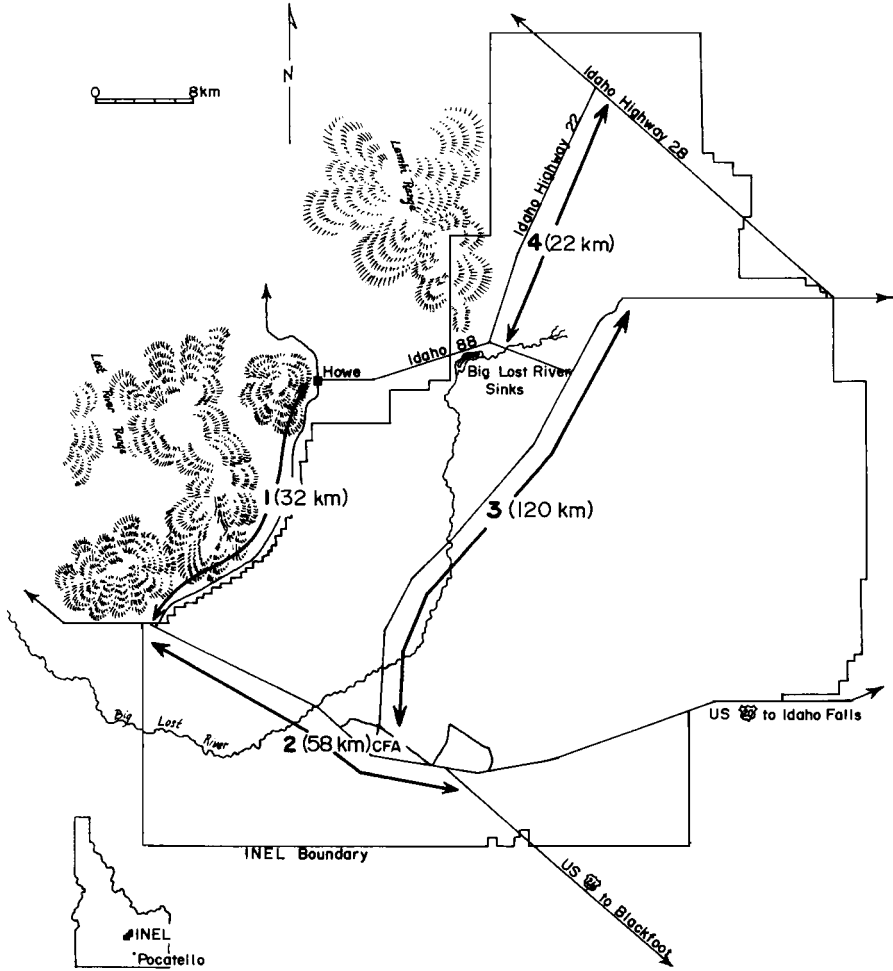 N
0 8km
Idaho Highway 28
Idaho Highway 22
Lemhi Range
4 (22 km)
Idaho 88
Howe
Big Lost River
Sinks
Lost River Range
1 (32 km)
3 (120 km)
Big Lost River
2 (58 km)
CFA
US to Idaho Falls
INEL Boundary
US to Blackfoot
INEL
Pocatello